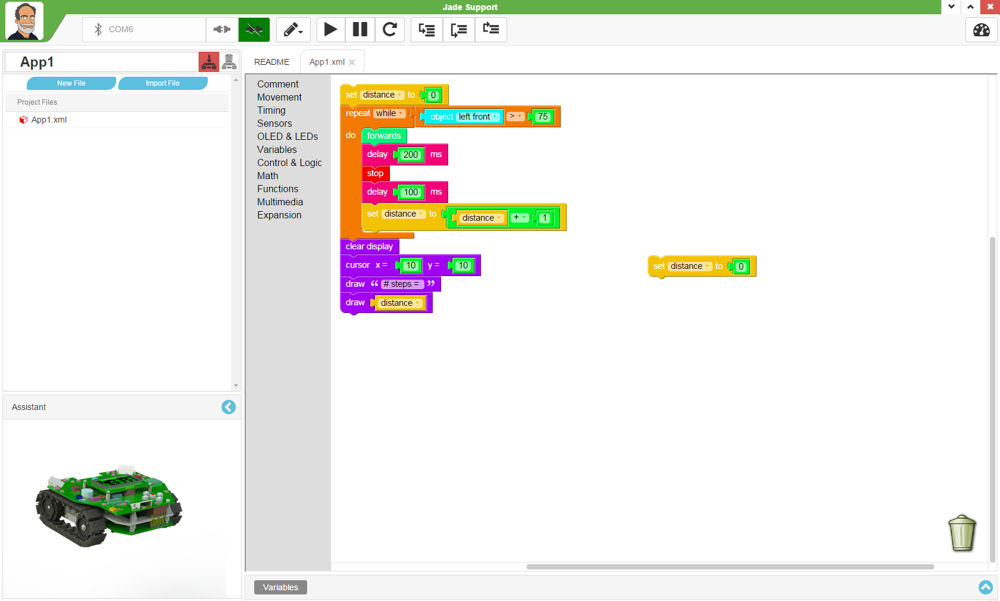 Jade Support
COM6
App1
New File
Import File
Project Files
App1.xml
Assistant
README
App1.xml
Comment
Movement
Timing
Sensors
OLED & LEDs
Variables
Control & Logic
Math
Functions
Multimedia
Expansion
set distance to 0
repeat while object left front > 75
do forwards
delay 200 ms
stop
delay 100 ms
set distance to distance + 1
clear display
cursor x = 10 y = 10
draw “ # steps = ”
draw distance
set distance to 0
Variables